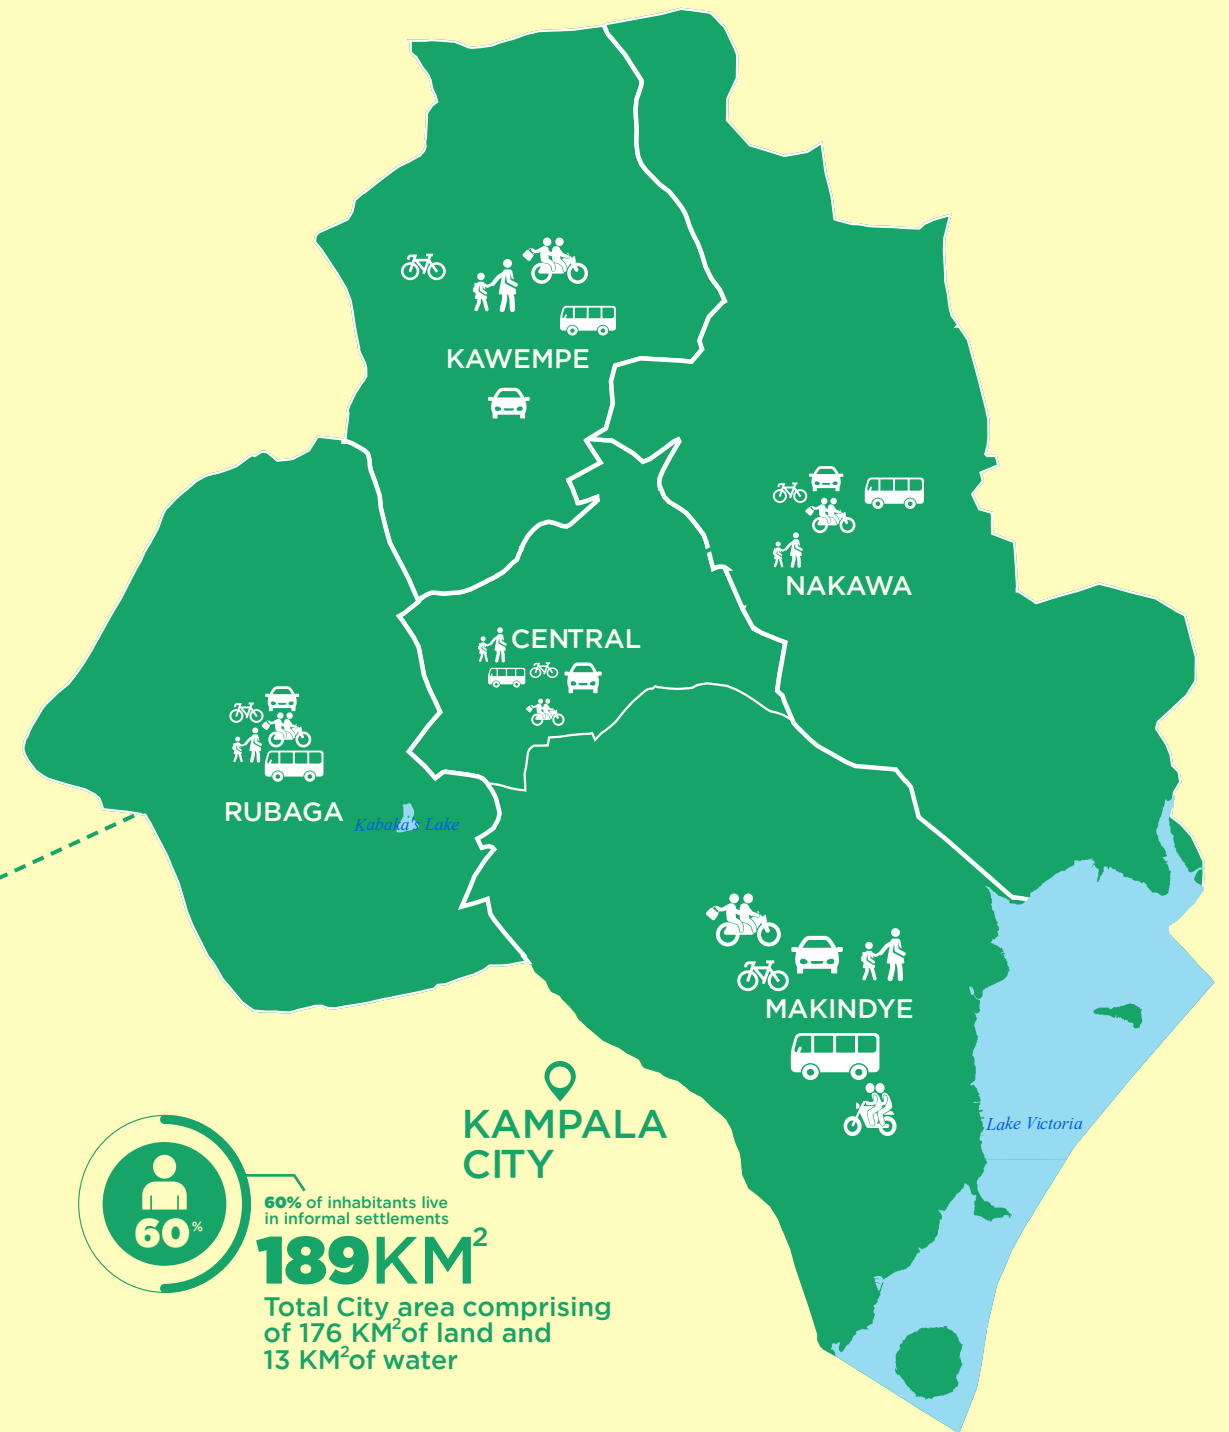 KAWEMPE
NAKAWA
CENTRAL
RUBAGA
Kabaka's Lake
MAKINDYE
Lake Victoria
KAMPALA
CITY
60%
60% of inhabitants live
in informal settlements
189KM²
Total City area comprising
of 176 KM²of land and
13 KM²of water